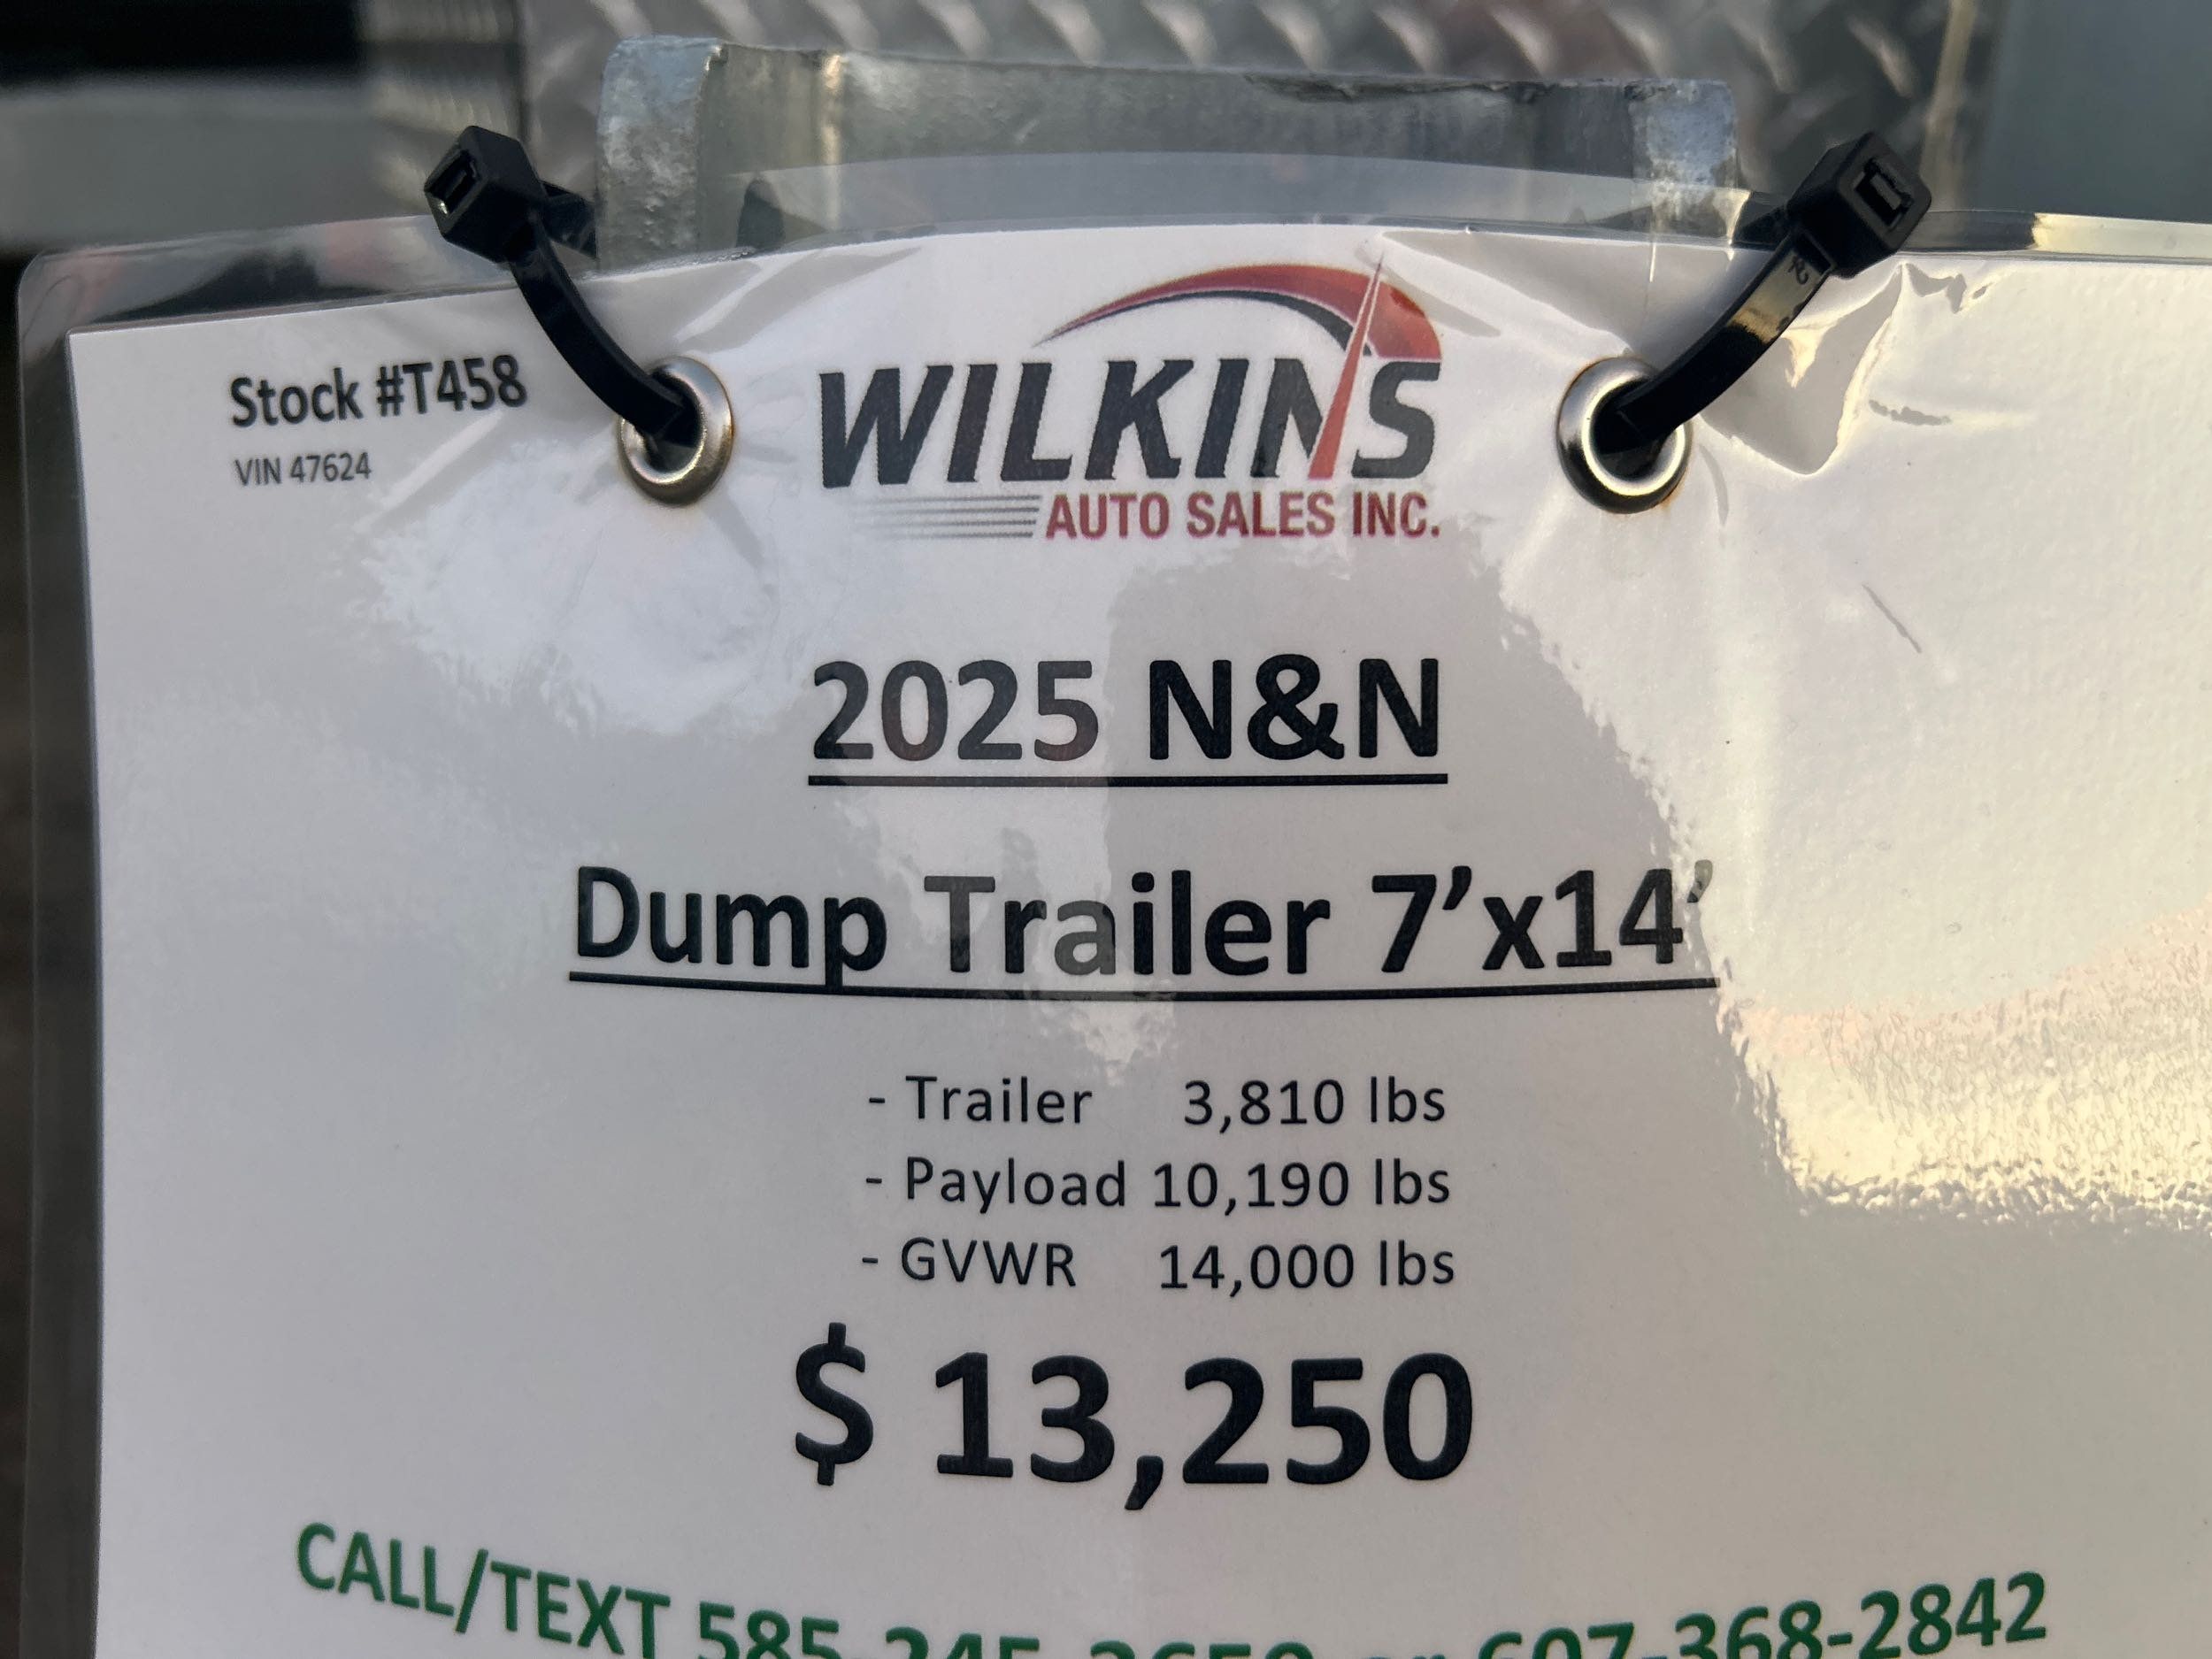 Stock #T458
VIN 47624
WILKINS
AUTO SALES INC.
2025 N&N
Dump Trailer 7’x14’
- Trailer 3,810 lbs
- Payload 10,190 lbs
- GVWR 14,000 lbs
$ 13,250
CALL/TEXT or 607-368-2842